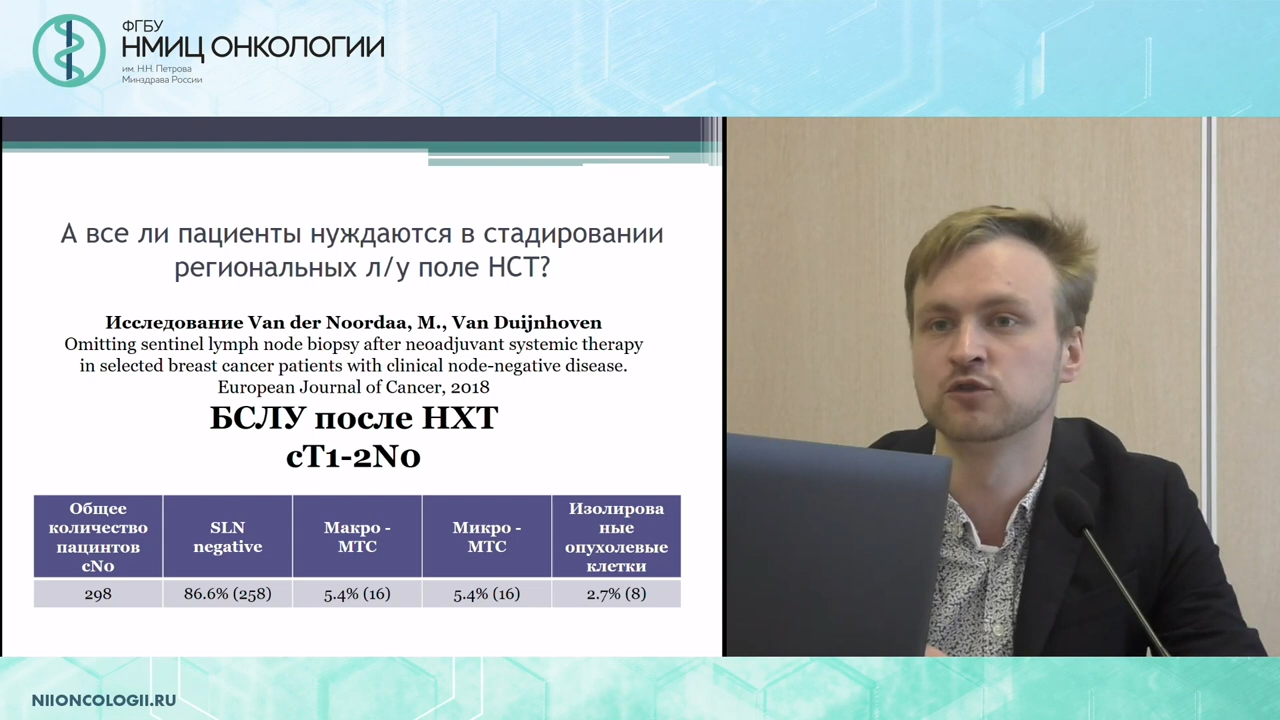 ФГБУ
НМИЦ ОНКОЛОГИИ
им. Н.Н. Петрова
Минздрава России
А все ли пациенты нуждаются в стадировании
региональных л/у поле НСТ?
Исследование Van der Noordaa, M., Van Duijnhoven
Omitting sentinel lymph node biopsy after neoadjuvant systemic therapy
in selected breast cancer patients with clinical node-negative disease.
European Journal of Cancer, 2018
БСЛУ после НХТ
cT1-2N0
Общее
количество
пацинтов
cN0
SLN
negative
Макро -
МТС
Микро -
МТС
Изолирова
ные
опухолевые
клетки
298
86.6% (258)
5.4% (16)
5.4% (16)
2.7% (8)
NIIONCOLOGII.RU